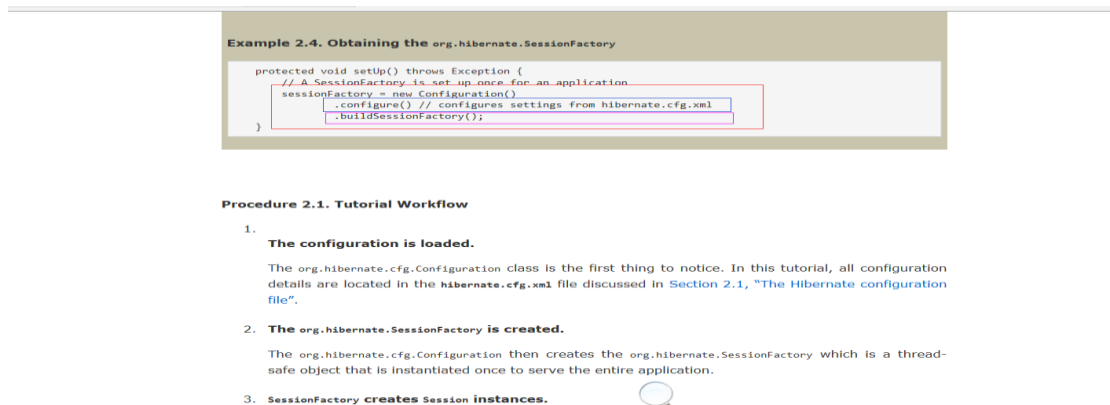 Example 2.4. Obtaining the org.hibernate.SessionFactory
protected void setUp() throws Exception {
// A SessionFactory is set up once for an application
sessionFactory = new Configuration()
.configure() // configures settings from hibernate.cfg.xml
.buildSessionFactory();
}
Procedure 2.1. Tutorial Workflow
1.
The configuration is loaded.
The org.hibernate.cfg.Configuration class is the first thing to notice. In this tutorial, all configuration
details are located in the hibernate.cfg.xml file discussed in Section 2.1, “The Hibernate configuration
file”.
2. The org.hibernate.SessionFactory is created.
The org.hibernate.cfg.Configuration then creates the org.hibernate.SessionFactory which is a thread-
safe object that is instantiated once to serve the entire application.
3. SessionFactory creates Session instances.